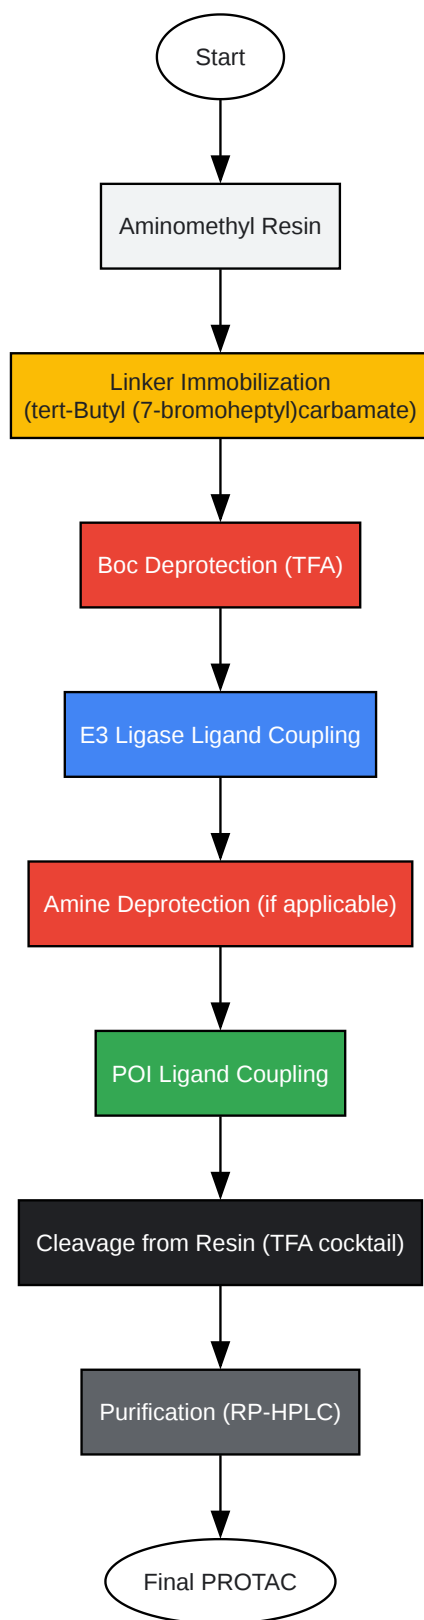 Start
Aminomethyl Resin
Linker Immobilization
(tert-Butyl (7-bromoheptyl)carbamate)
Boc Deprotection (TFA)
E3 Ligase Ligand Coupling
Amine Deprotection (if applicable)
POI Ligand Coupling
Cleavage from Resin (TFA cocktail)
Purification (RP-HPLC)
Final PROTAC